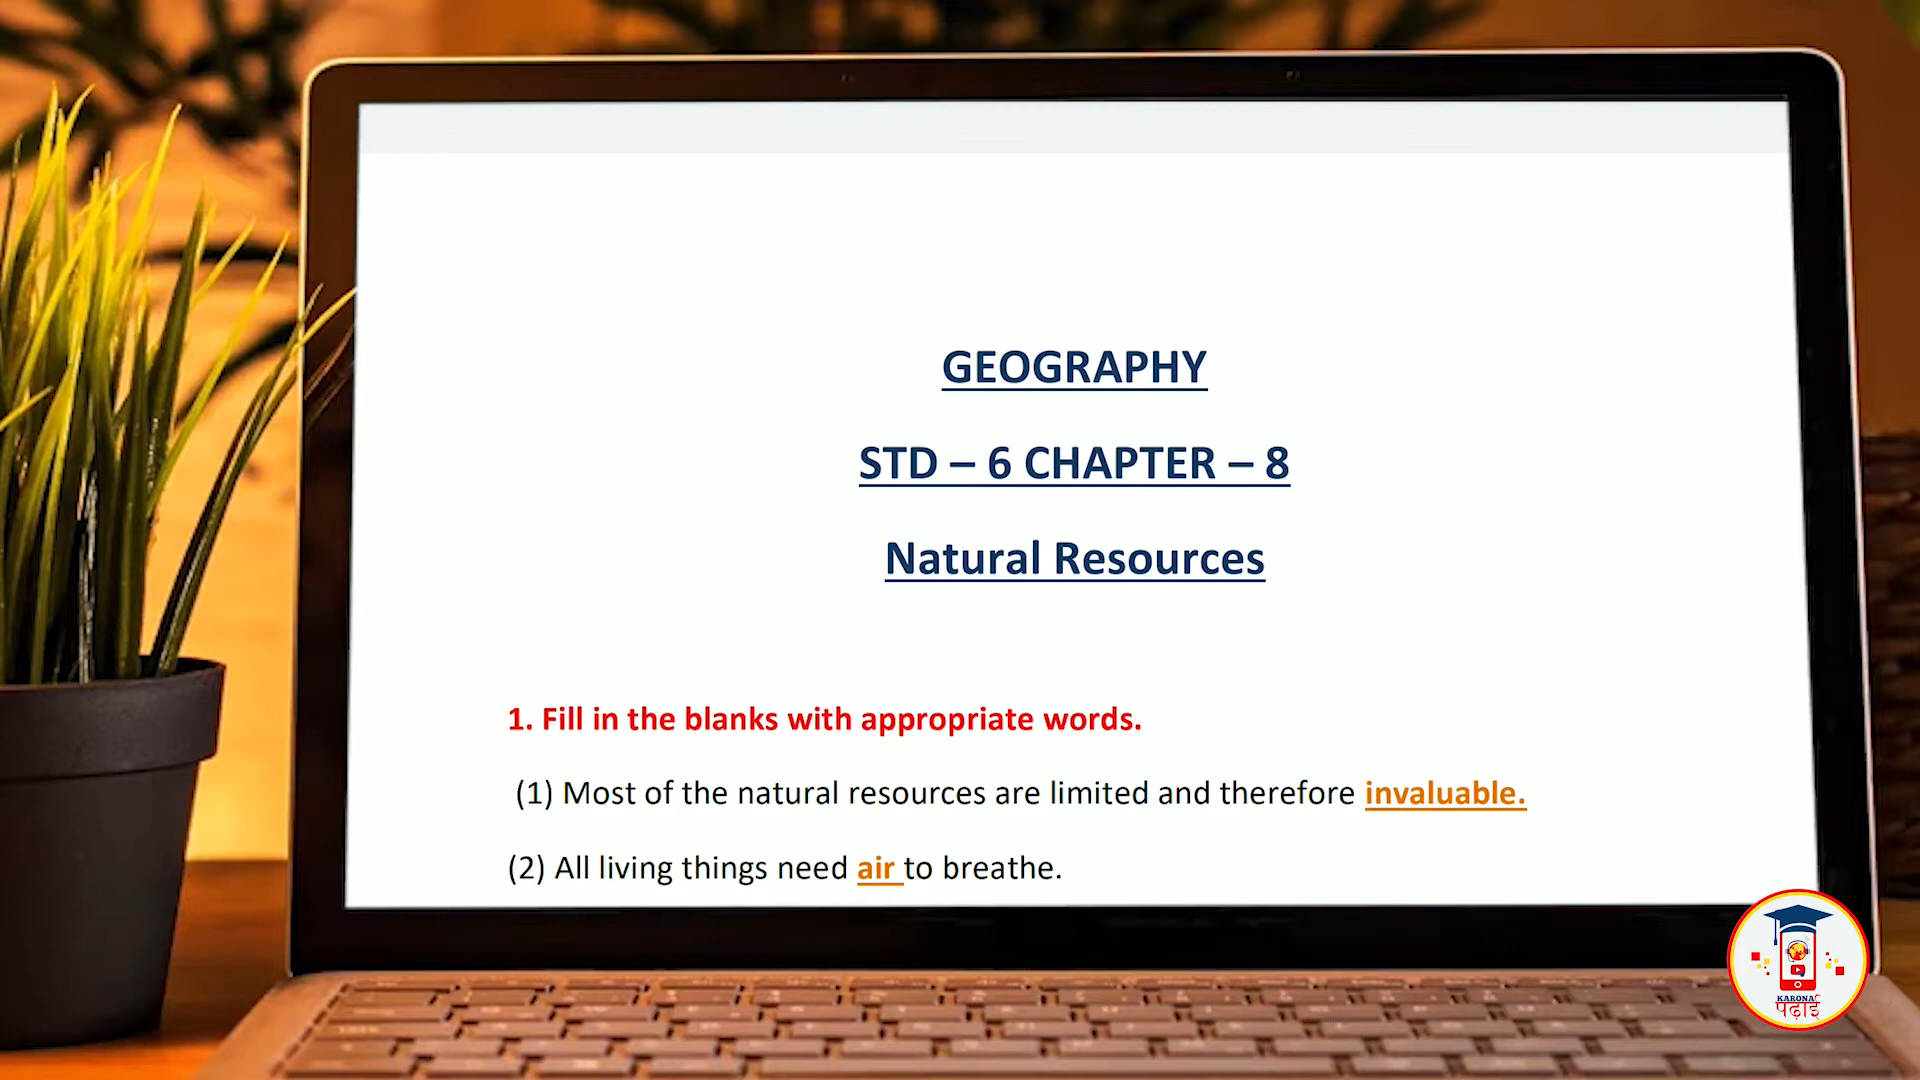 GEOGRAPHY
STD – 6 CHAPTER – 8
Natural Resources
1. Fill in the blanks with appropriate words.
(1) Most of the natural resources are limited and therefore invaluable.
(2) All living things need air to breathe.
KARONA
पढ़ाई